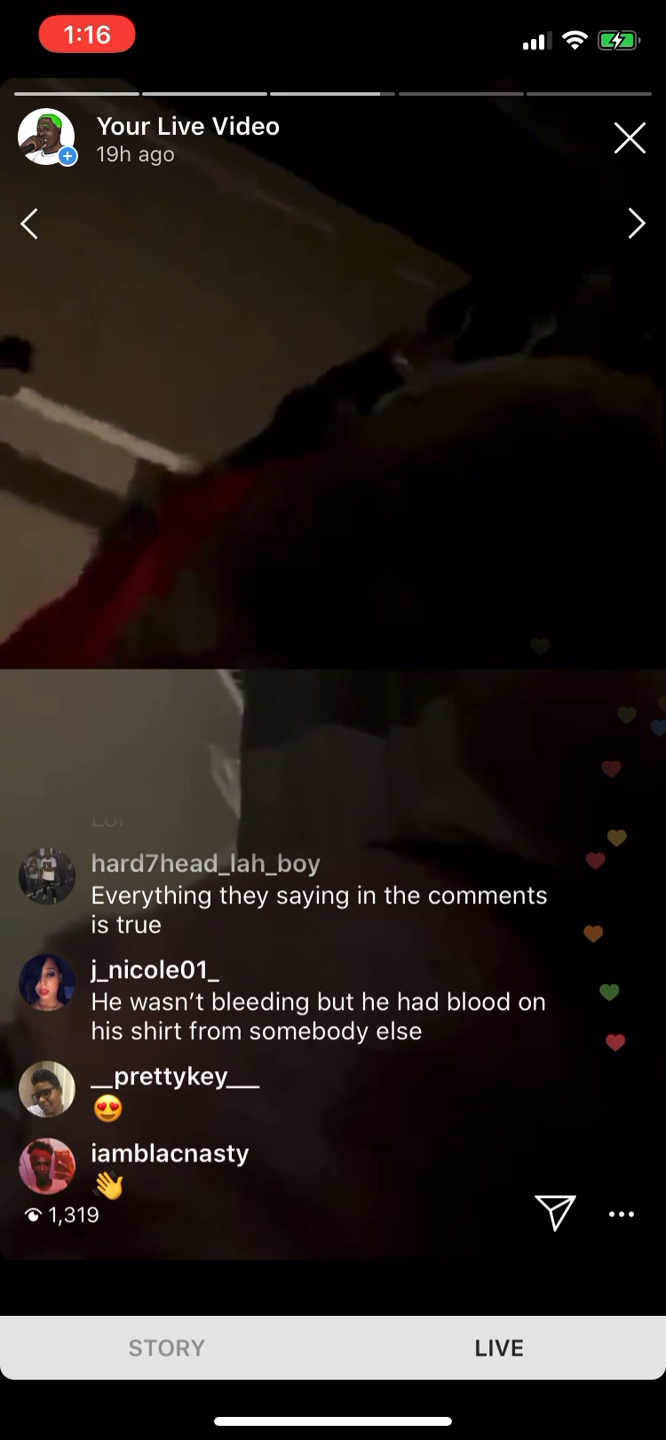 1:16
Your Live Video
19h ago
hard7head_lah_boy
Everything they saying in the comments
is true
j_nicole01_
He wasn’t bleeding but he had blood on
his shirt from somebody else
__prettykey___
😍
iamblacnasty
👋
1,319
STORY
LIVE